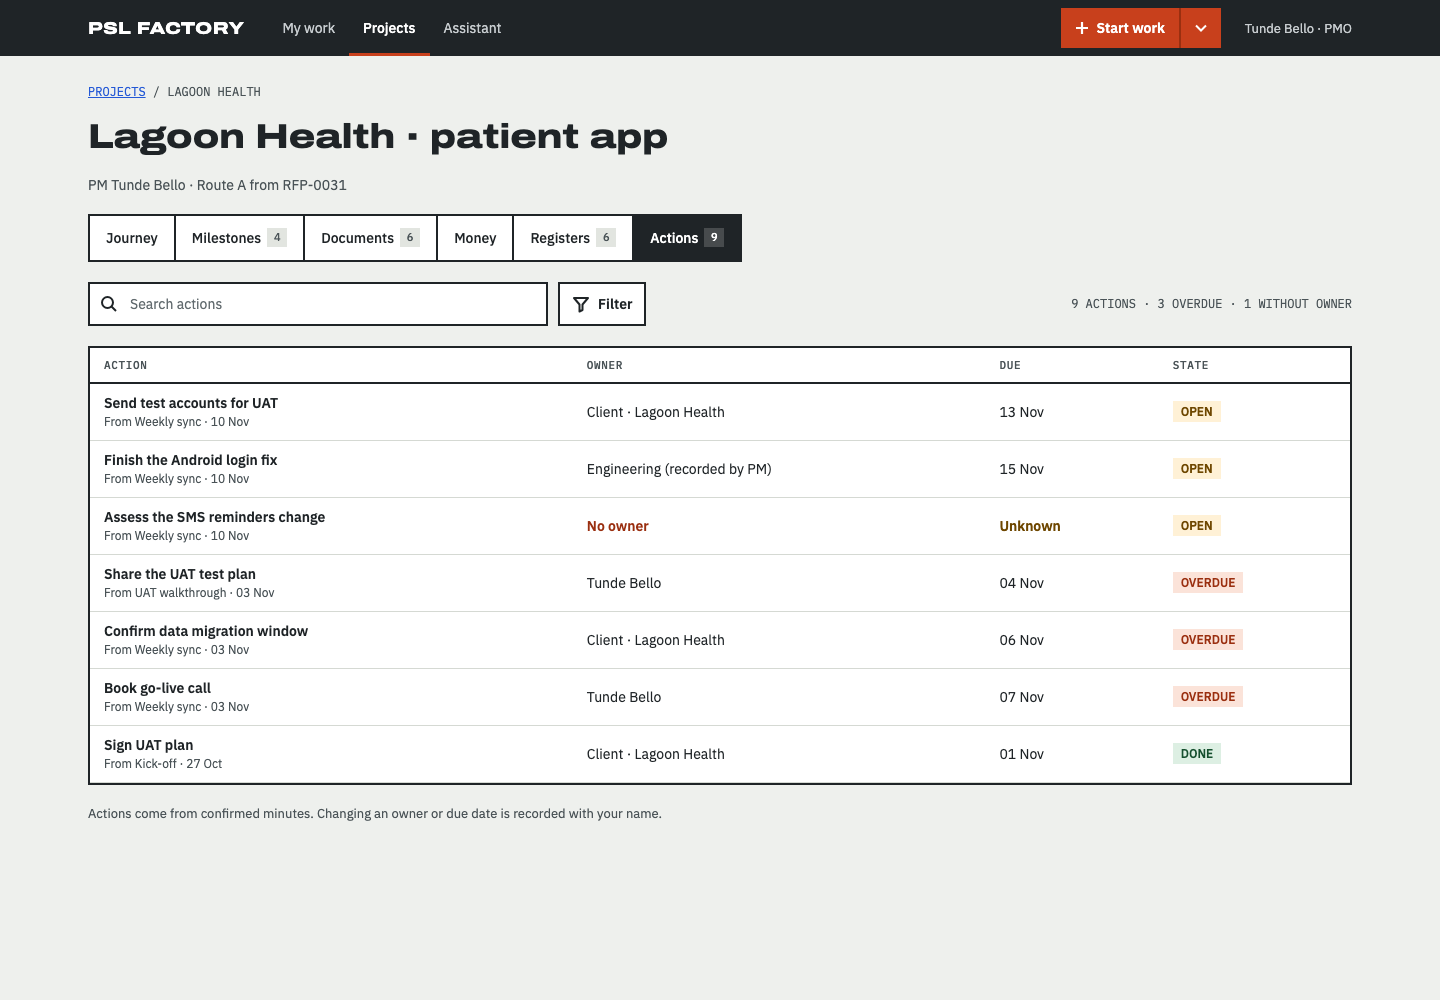 PSL FACTORY
My work
Projects
Assistant
Start work
Tunde Bello · PMO
PROJECTS / LAGOON HEALTH
Lagoon Health · patient app
PM Tunde Bello · Route A from RFP-0031
Journey
Milestones 4
Documents 6
Money
Registers 6
Actions 9
Search actions
Filter
9 ACTIONS · 3 OVERDUE · 1 WITHOUT OWNER
ACTION OWNER DUE STATE
Send test accounts for UAT
From Weekly sync · 10 Nov
Client · Lagoon Health
13 Nov
OPEN
Finish the Android login fix
From Weekly sync · 10 Nov
Engineering (recorded by PM)
15 Nov
OPEN
Assess the SMS reminders change
From Weekly sync · 10 Nov
No owner
Unknown
OPEN
Share the UAT test plan
From UAT walkthrough · 03 Nov
Tunde Bello
04 Nov
OVERDUE
Confirm data migration window
From Weekly sync · 03 Nov
Client · Lagoon Health
06 Nov
OVERDUE
Book go-live call
From Weekly sync · 03 Nov
Tunde Bello
07 Nov
OVERDUE
Sign UAT plan
From Kick-off · 27 Oct
Client · Lagoon Health
01 Nov
DONE
Actions come from confirmed minutes. Changing an owner or due date is recorded with your name.